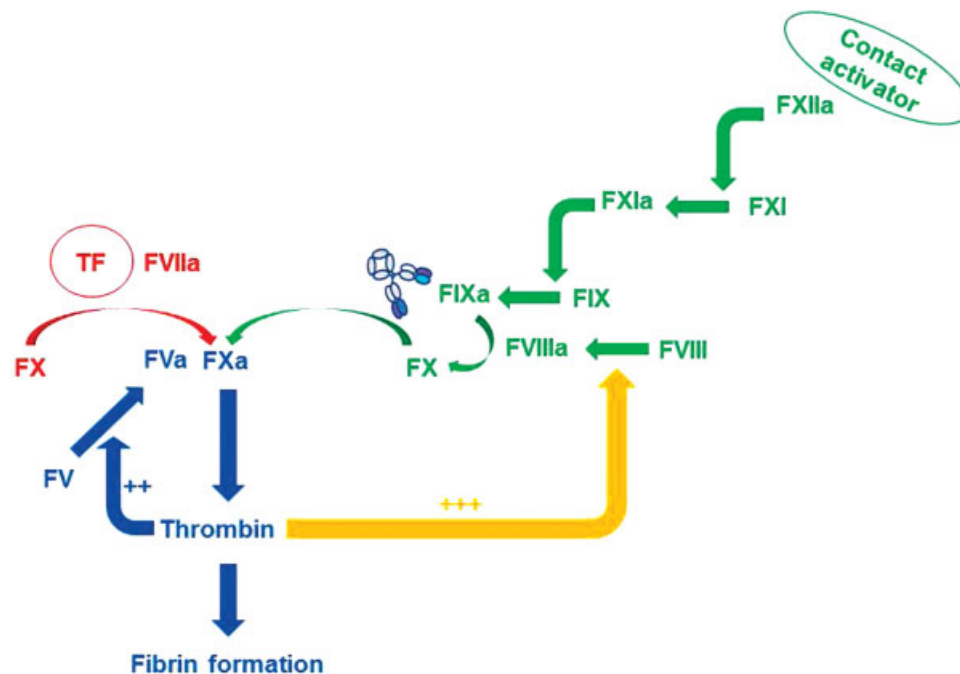 Contact
activator
FXIIa
FXIa
FXI
TF
FVIIa
FIXa
FIX
FX
FVa
FXa
FX
FVIIIa
FVIII
FV
++
+++
Thrombin
Fibrin formation